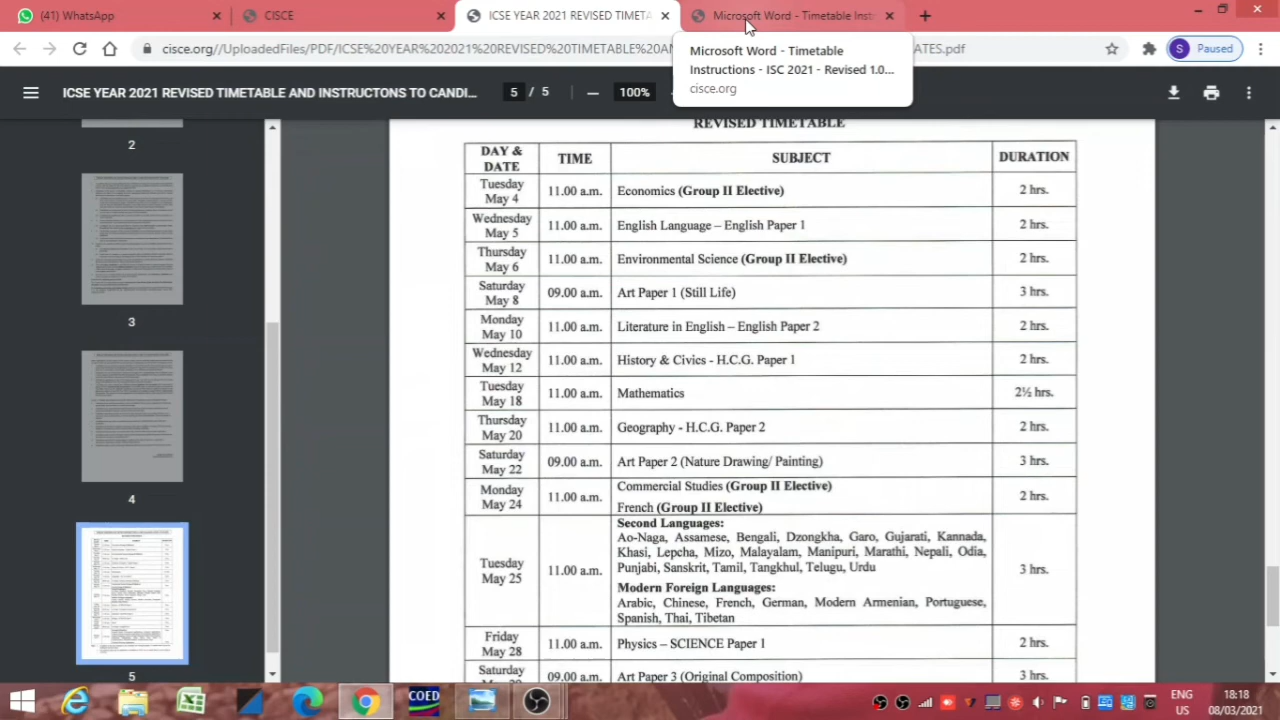 (41) WhatsApp
CISCE
ICSE YEAR 2021 REVISED TIMETA
Microsoft Word - Timetable Inst
cisce.org//UploadedFiles/PDF/ICSE%20YEAR%202021%20REVISED%20TIMETABLE%20AN
ATES.pdf
Paused
S
Microsoft Word - Timetable
Instructions - ISC 2021 - Revised 1.0...
cisce.org
ICSE YEAR 2021 REVISED TIMETABLE AND INSTRUCTONS TO CANDI...
5 / 5
100%
2
3
4
5
REVISED TIMETABLE
DAY & DATE TIME SUBJECT DURATION
Tuesday May 4 11.00 a.m. Economics (Group II Elective) 2 hrs.
Wednesday May 5 11.00 a.m. English Language – English Paper 1 2 hrs.
Thursday May 6 11.00 a.m. Environmental Science (Group II Elective) 2 hrs.
Saturday May 8 09.00 a.m. Art Paper 1 (Still Life) 3 hrs.
Monday May 10 11.00 a.m. Literature in English – English Paper 2 2 hrs.
Wednesday May 12 11.00 a.m. History & Civics - H.C.G. Paper 1 2 hrs.
Tuesday May 18 11.00 a.m. Mathematics 2½ hrs.
Thursday May 20 11.00 a.m. Geography - H.C.G. Paper 2 2 hrs.
Saturday May 22 09.00 a.m. Art Paper 2 (Nature Drawing/ Painting) 3 hrs.
Monday May 24 11.00 a.m. Commercial Studies (Group II Elective) 2 hrs.
French (Group II Elective)
Tuesday May 25 11.00 a.m. Second Languages: 3 hrs.
Ao-Naga, Assamese, Bengali, Dzongkha, Garo, Gujarati, Kannada,
Khasi, Lepcha, Mizo, Malayalam, Manipuri, Marathi, Nepali, Odia,
Punjabi, Sanskrit, Tamil, Tangkhul, Telugu, Urdu
Modern Foreign Languages:
Arabic, Chinese, French, German, Modern Armenian, Portuguese,
Spanish, Thai, Tibetan
Friday May 28 11.00 a.m. Physics – SCIENCE Paper 1 2 hrs.
Saturday 09.00 a.m. Art Paper 3 (Original Composition) 3 hrs.
COED
ENG
US
18:18
08/03/2021